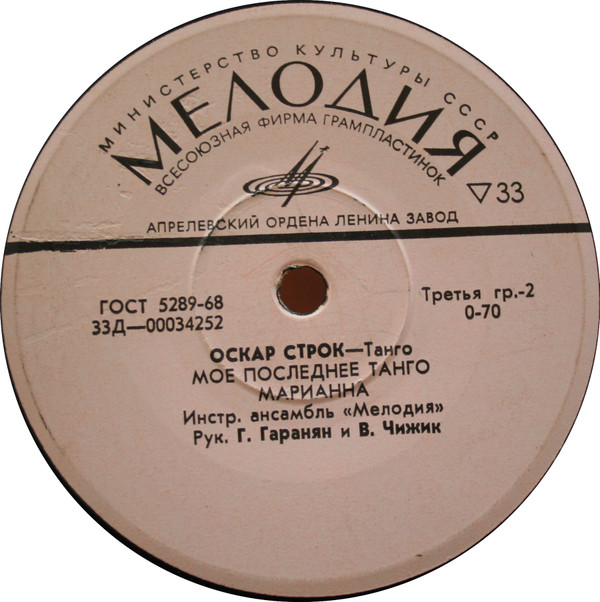 МИНИСТЕРСТВО КУЛЬТУРЫ СССР
МЕЛОДИЯ
ВСЕСОЮЗНАЯ ФИРМА ГРАМПЛАСТИНОК
▽33
АПРЕЛЕВСКИЙ ОРДЕНА ЛЕНИНА ЗАВОД
ГОСТ 5289-68
33Д—00034252
Третья гр.-2
0-70
ОСКАР СТРОК—Танго
МОЕ ПОСЛЕДНЕЕ ТАНГО
МАРИАННА
Инстр. ансамбль «Мелодия»
Рук. Г. Гаранян и В. Чижик